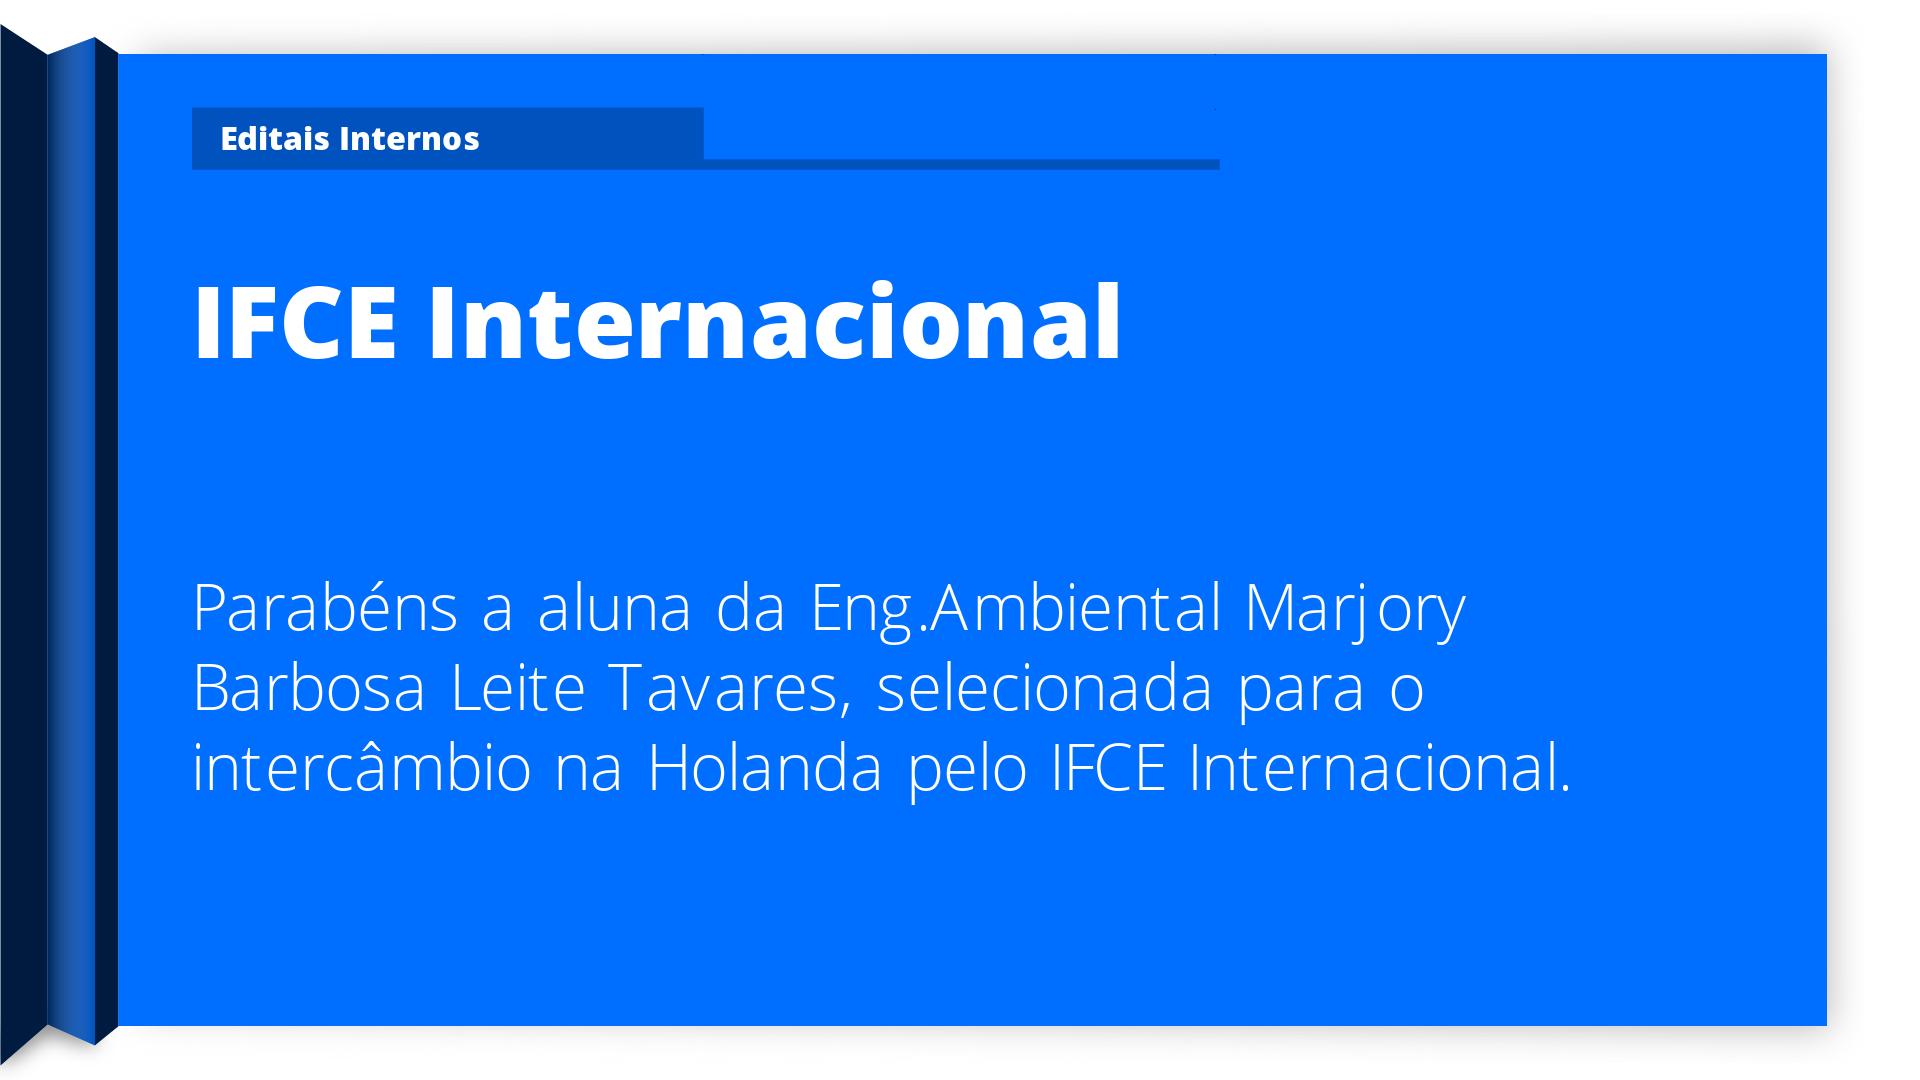 Editais Internos
IFCE Internacional
Parabéns a aluna da Eng.Ambiental Marjory
Barbosa Leite Tavares, selecionada para o
intercâmbio na Holanda pelo IFCE Internacional.